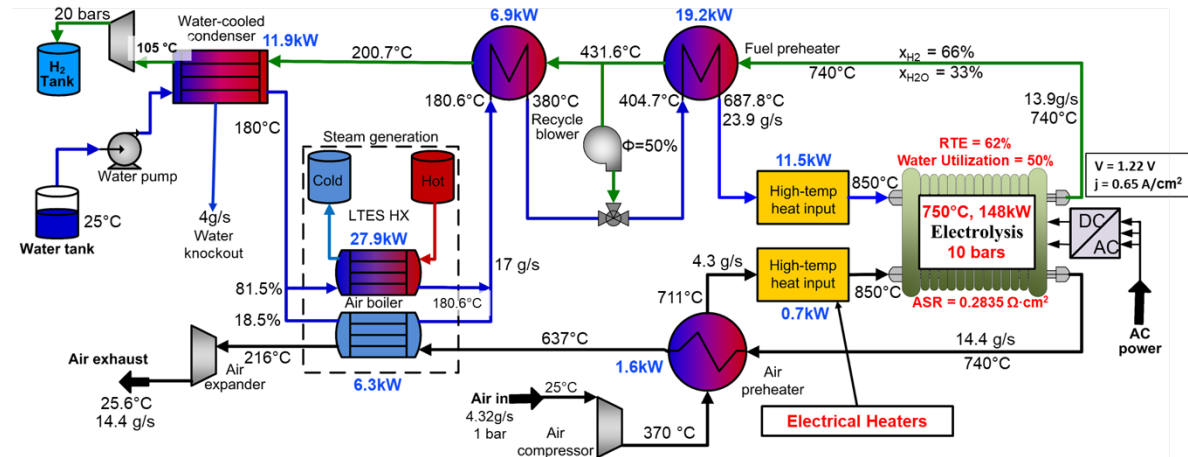 20 bars
H2
Tank
105 °C
Water-cooled
condenser
11.9kW
200.7°C
6.9kW
431.6°C
19.2kW
Fuel preheater
740°C
xH2 = 66%
xH2O = 33%
180.6°C
380°C
Recycle
blower
Φ=50%
404.7°C
687.8°C
23.9 g/s
13.9g/s
740°C
180°C
Water pump
25°C
Water tank
4g/s
Water
knockout
Steam generation
Cold
Hot
LTES HX
27.9kW
Air boiler
17 g/s
81.5%
180.6°C
18.5%
6.3kW
11.5kW
High-temp
heat input
850°C
RTE = 62%
Water Utilization = 50%
750°C, 148kW
Electrolysis
10 bars
ASR = 0.2835 Ω·cm2
V = 1.22 V
j = 0.65 A/cm2
DC
AC
AC
power
4.3 g/s
High-temp
heat input
850°C
0.7kW
711°C
14.4 g/s
740°C
637°C
1.6kW
Air
preheater
Electrical Heaters
216°C
Air
expander
Air exhaust
25.6°C
14.4 g/s
Air in
4.32g/s
1 bar
25°C
Air
compressor
370 °C